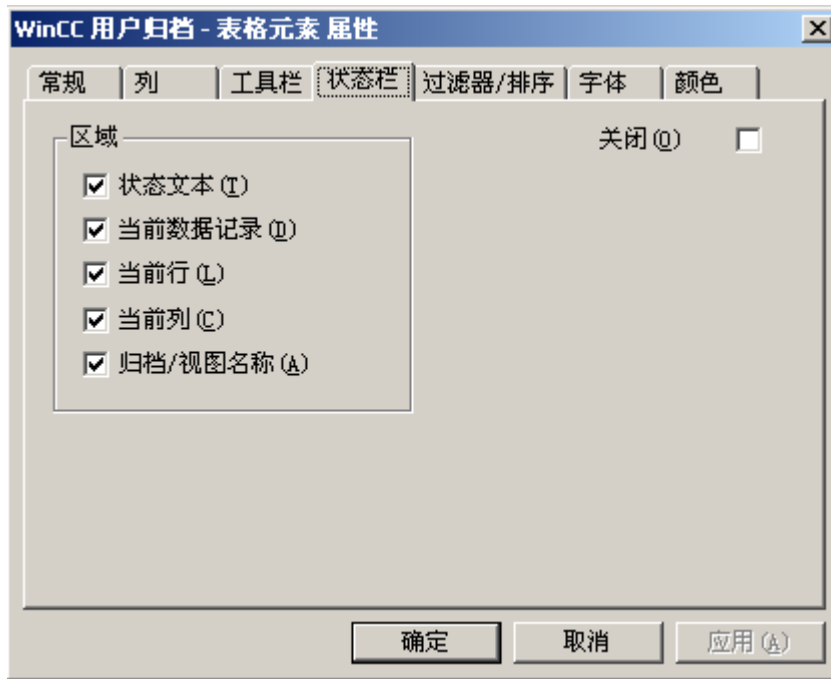 WinCC 用户归档 - 表格元素 属性
常规 列 工具栏 状态栏 过滤器/排序 字体 颜色
区域 关闭(O)
状态文本(T)
当前数据记录(D)
当前行(L)
当前列(C)
归档/视图名称(A)
确定 取消 应用(A)